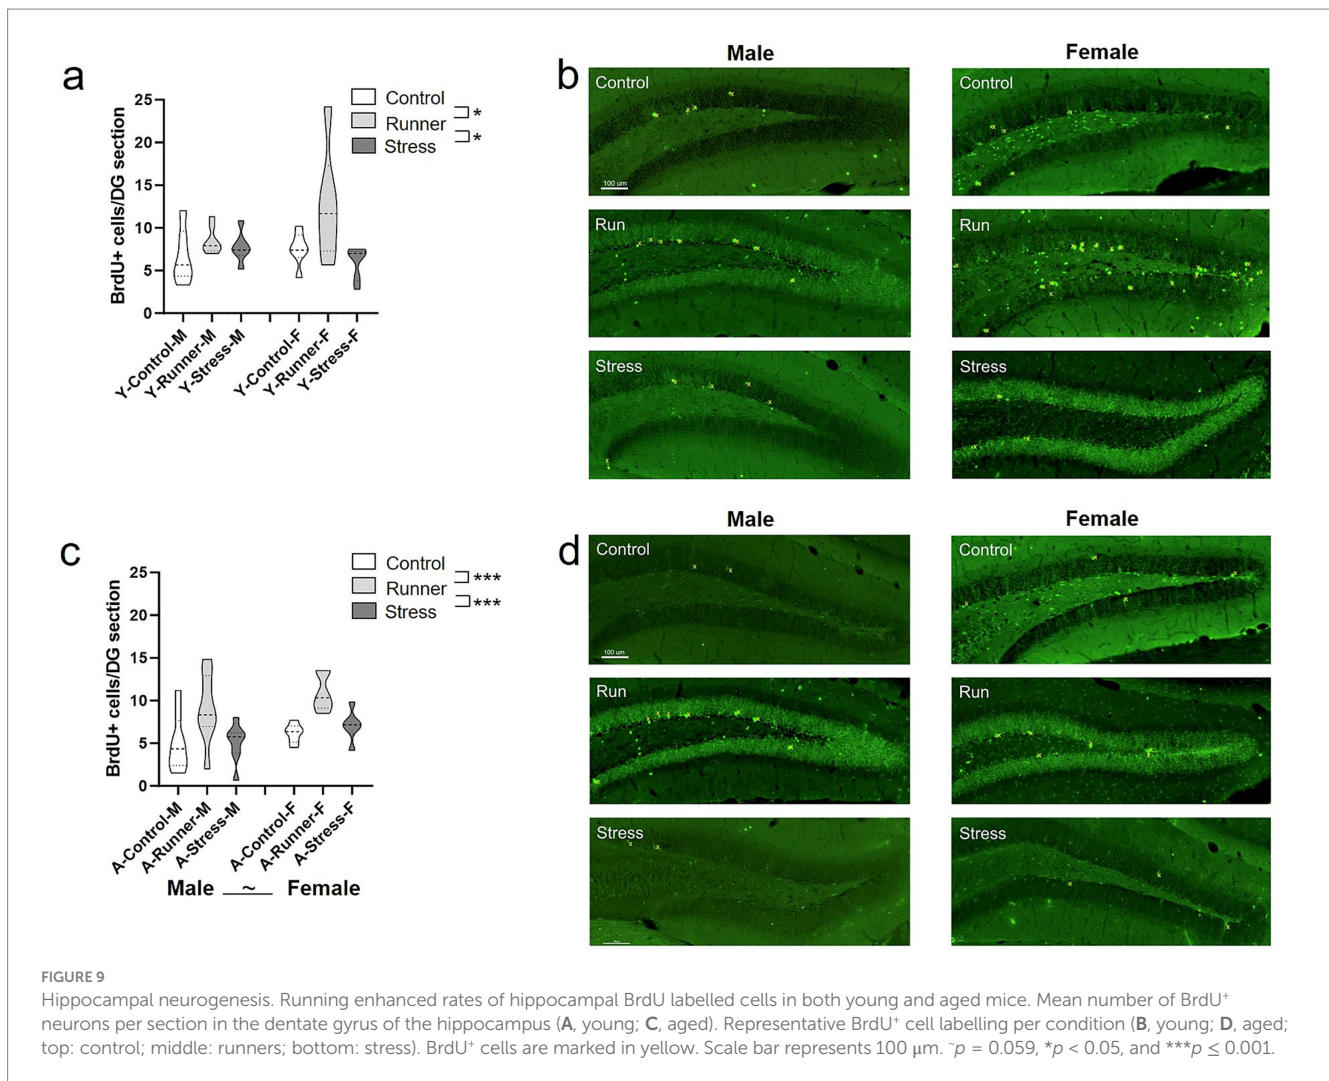 a
25
20
15
10
5
0
BrdU+ cells/DG section
Control
Runner
Stress
*
*
Y-Control-M
Y-Runner-M
Y-Stress-M
Y-Control-F
Y-Runner-F
Y-Stress-F
b
Male
Female
Control
100 um
Control
Run
Run
Stress
Stress
c
25
20
15
10
5
0
BrdU+ cells/DG section
Control
Runner
Stress
***
***
A-Control-M
A-Runner-M
A-Stress-M
A-Control-F
A-Runner-F
A-Stress-F
Male ~ Female
d
Male
Female
Control
100 um
Control
Run
Run
Stress
Stress
FIGURE 9
Hippocampal neurogenesis. Running enhanced rates of hippocampal BrdU labelled cells in both young and aged mice. Mean number of BrdU⁺
neurons per section in the dentate gyrus of the hippocampus (A, young; C, aged). Representative BrdU⁺ cell labelling per condition (B, young; D, aged;
top: control; middle: runners; bottom: stress). BrdU⁺ cells are marked in yellow. Scale bar represents 100 μm. ~p = 0.059, *p < 0.05, and ***p ≤ 0.001.